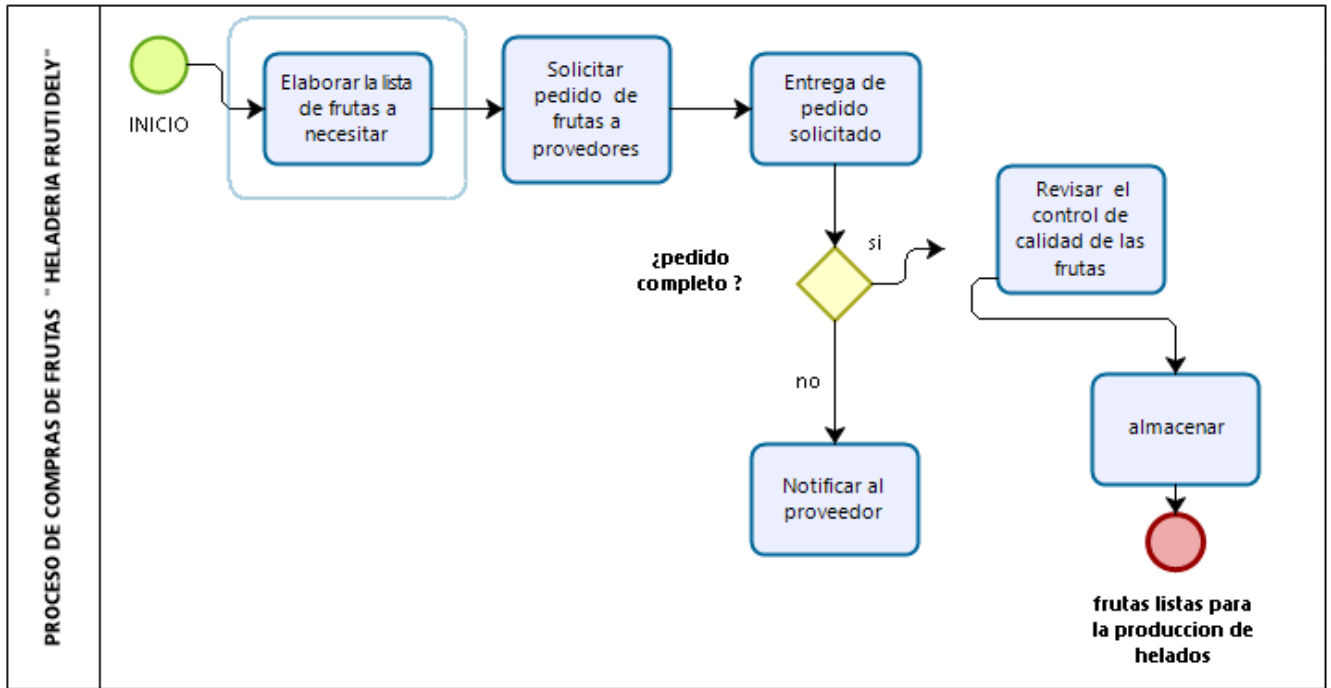 PROCESO DE COMPRAS DE FRUTAS " HELADERIA FRUTI DELY"
INICIO
Elaborar la lista
de frutas a
necesitar
Solicitar
pedido de
frutas a
provedores
Entrega de
pedido
solicitado
¿pedido
completo ?
si
no
Revisar el
control de
calidad de las
frutas
almacenar
Notificar al
proveedor
frutas listas para
la produccion de
helados